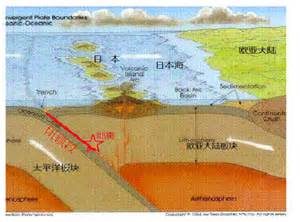 Convergent Plate Boundaries
Oceanic-Oceanic
日本
Volcanic
Island
Arc
日本海
欧亚大陆
Trench
Back Arc
Basin
Sedimentation
Continental
Crust
Lithosphere
欧亚大陆板块
太平洋板块
Asthenosphere
Asthenosphere